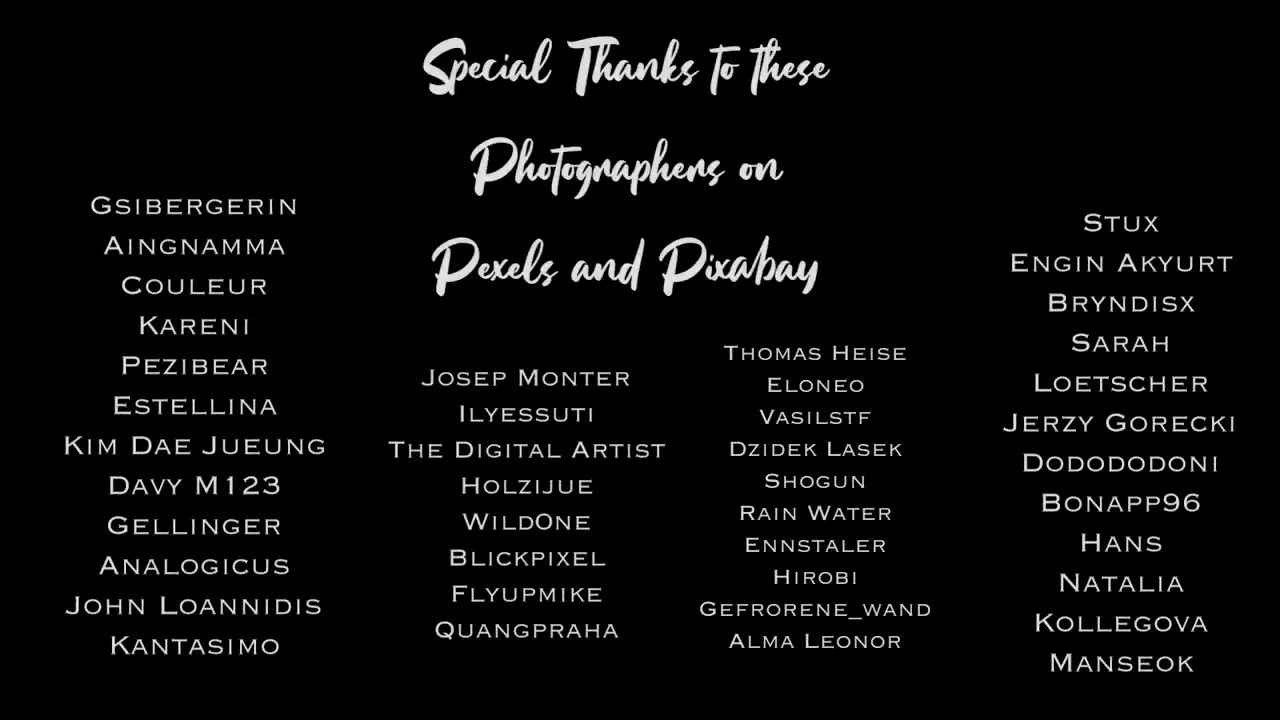 Special Thanks to these
Photographers on
Pexels and Pixabay
Gsibergerin
Aingnamma
Couleur
Kareni
Pezibear
Estellina
Kim Dae Jueung
Davy M123
Gellinger
Analogicus
John Loannidis
Kantasimo
Josep Monter
Ilyessuti
The Digital Artist
Holzijue
WildOne
Blickpixel
Flyupmike
Quangpraha
Thomas Heise
Eloneo
Vasilstf
Dzidek Lasek
Shogun
Rain Water
Ennstaler
Hirobi
Gefrorene_wand
Alma Leonor
Stux
Engin Akyurt
Bryndisx
Sarah
Loetscher
Jerzy Gorecki
Dodododoni
Bonapp96
Hans
Natalia
Kollegova
Manseok